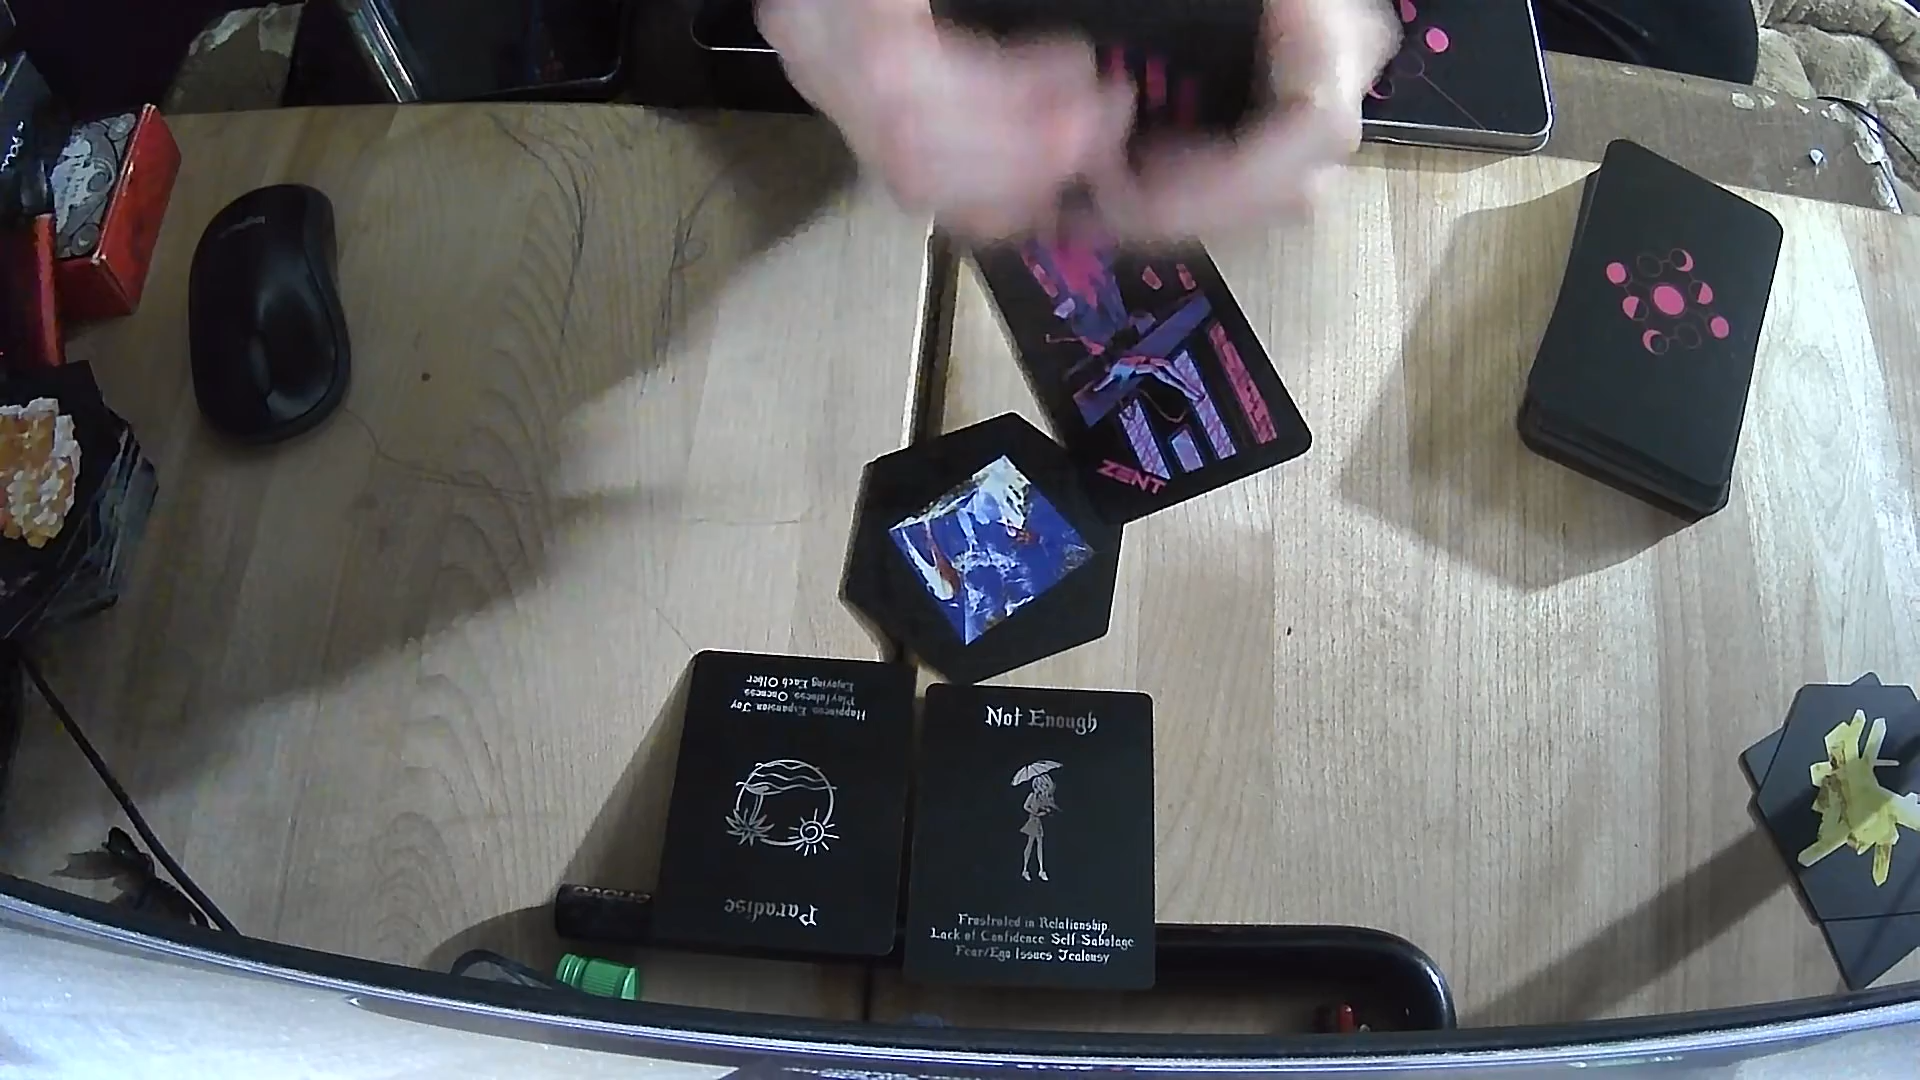 ZENT
Happiness, Expansion, Joy
Playfulness, Oneness
Enjoying Each Other
Paradise
Not Enough
Frustrated in Relationship,
Lack of Confidence, Self Sabotage
Fear/Ego Issues, Jealousy